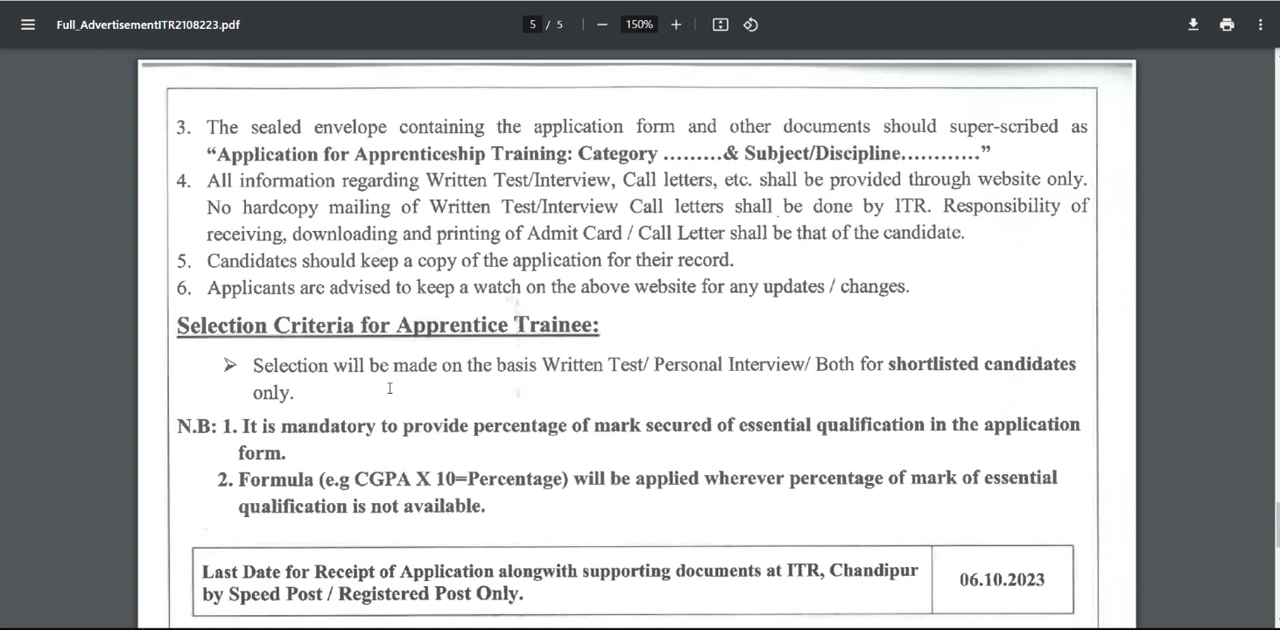 Full_AdvertisementITR2108223.pdf
5 / 5
150%
3. The sealed envelope containing the application form and other documents should super-scribed as
“Application for Apprenticeship Training: Category .........& Subject/Discipline............”
4. All information regarding Written Test/Interview, Call letters, etc. shall be provided through website only.
No hardcopy mailing of Written Test/Interview Call letters shall be done by ITR. Responsibility of
receiving, downloading and printing of Admit Card / Call Letter shall be that of the candidate.
5. Candidates should keep a copy of the application for their record.
6. Applicants are advised to keep a watch on the above website for any updates / changes.
Selection Criteria for Apprentice Trainee:
➢ Selection will be made on the basis Written Test/ Personal Interview/ Both for shortlisted candidates
only.
N.B: 1. It is mandatory to provide percentage of mark secured of essential qualification in the application
form.
2. Formula (e.g CGPA X 10=Percentage) will be applied wherever percentage of mark of essential
qualification is not available.
Last Date for Receipt of Application alongwith supporting documents at ITR, Chandipur
by Speed Post / Registered Post Only.
06.10.2023